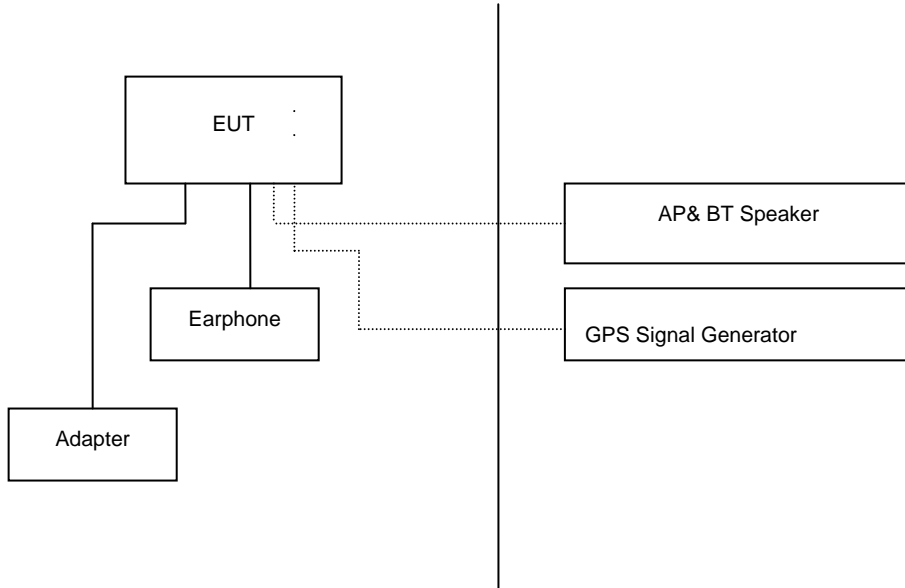 EUT
AP& BT Speaker
Earphone
GPS Signal Generator
Adapter